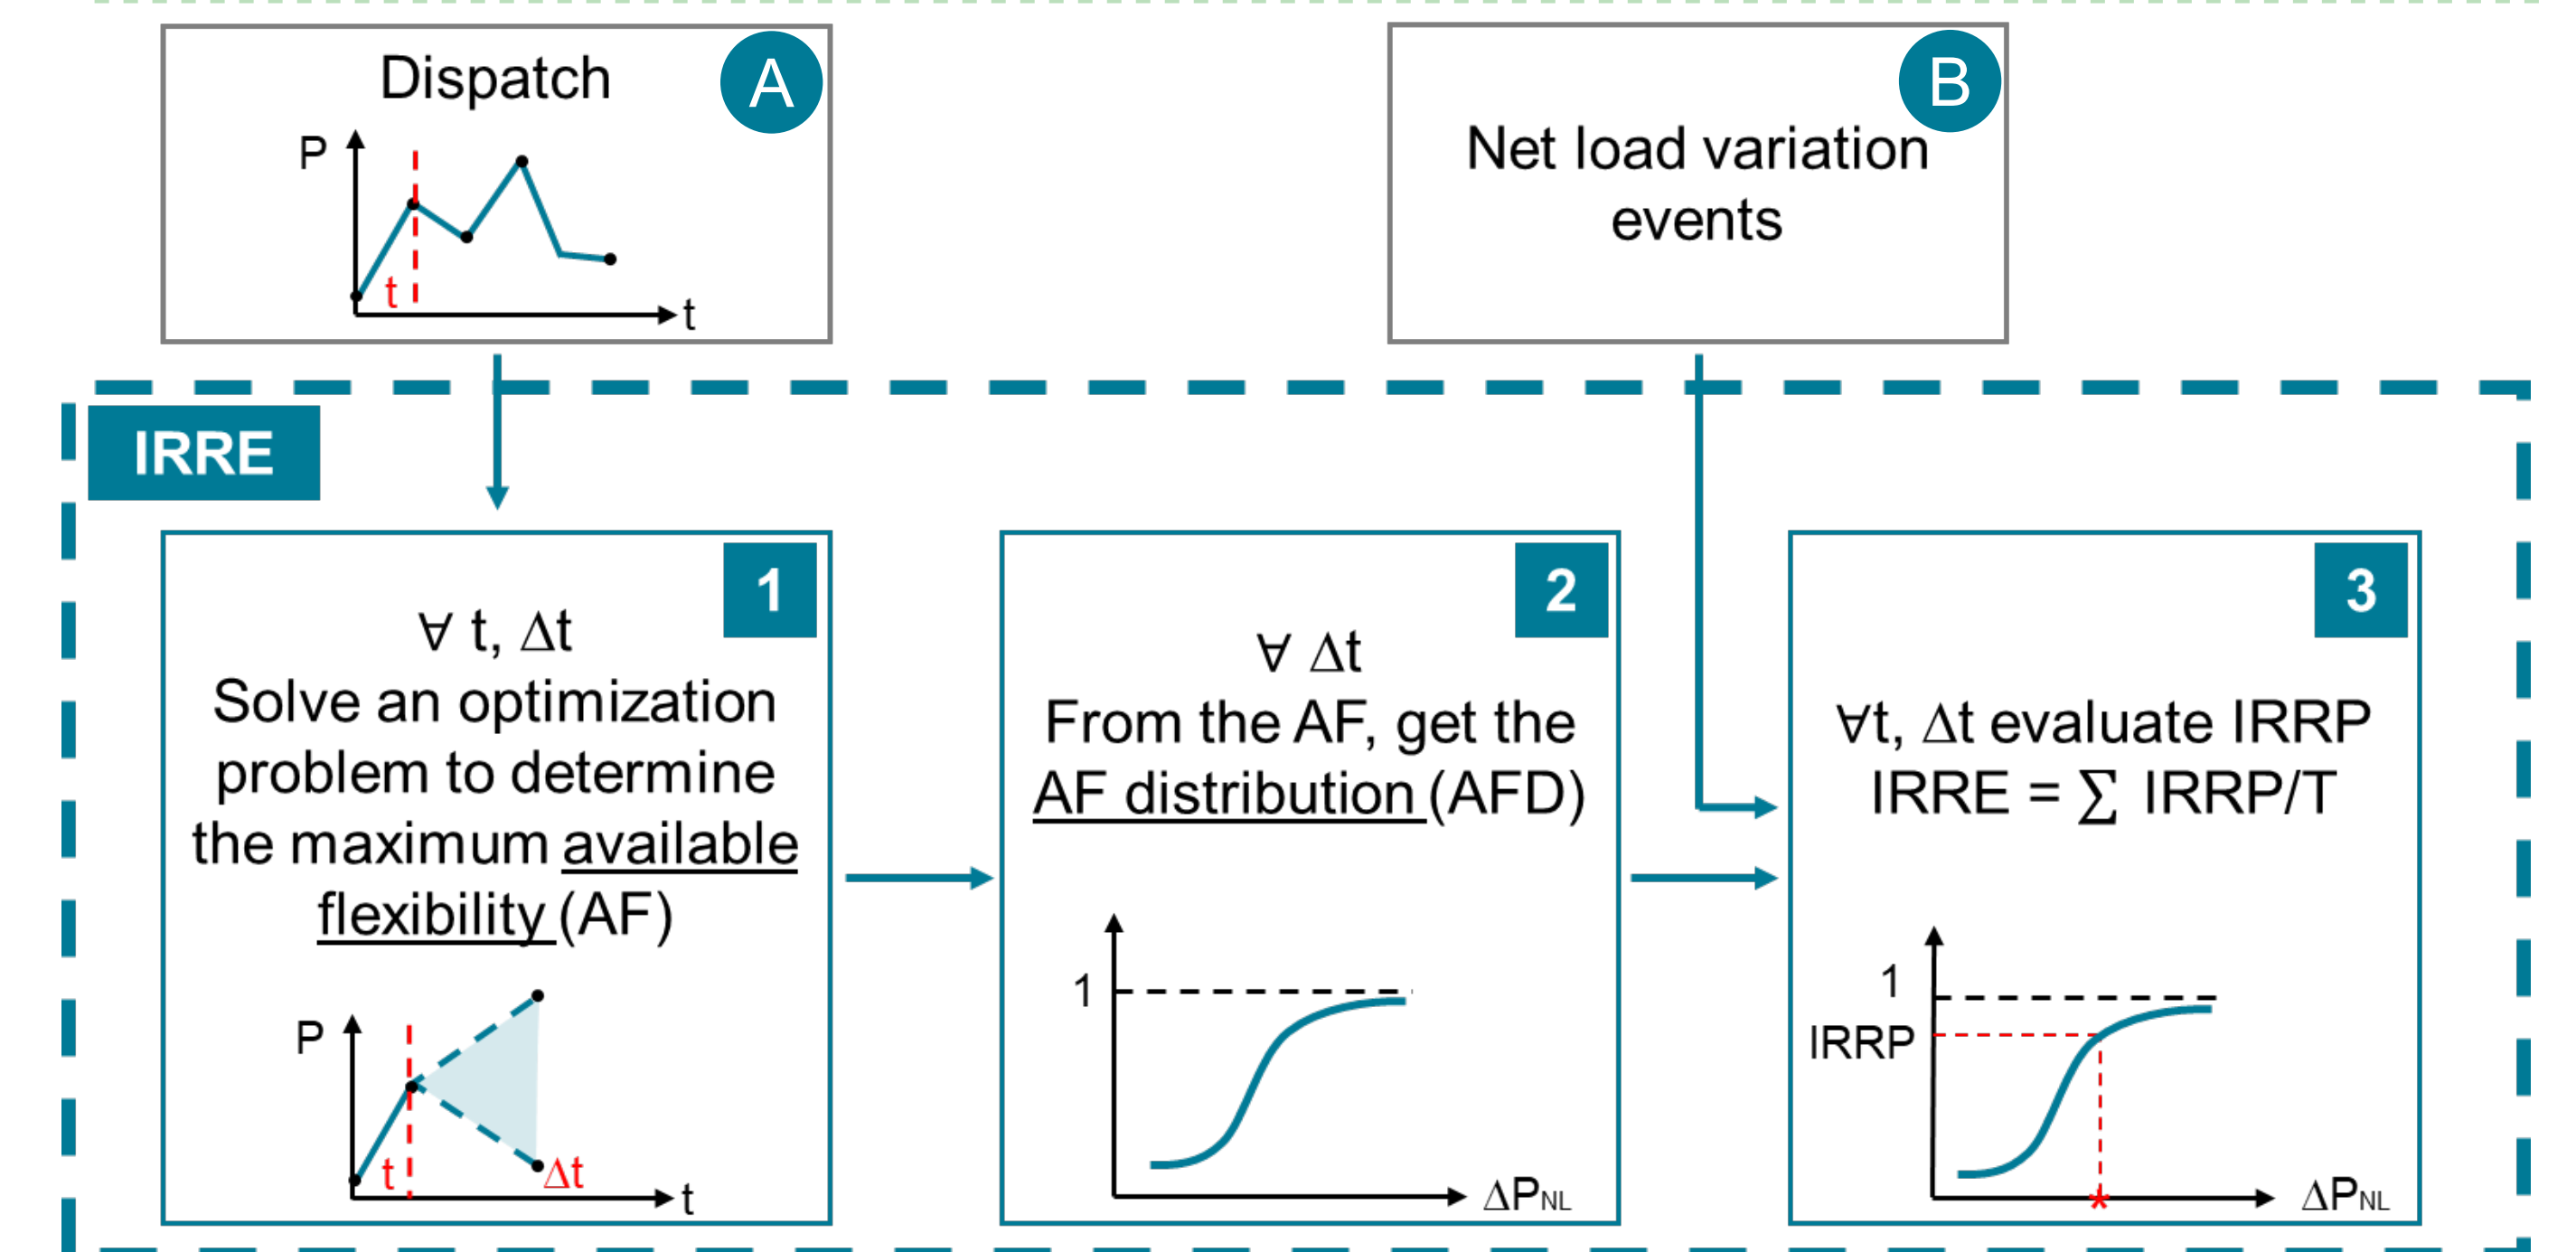 Dispatch
A
P
t
t
B
Net load variation
events
IRRE
1
∀ t, Δt
Solve an optimization
problem to determine
the maximum available
flexibility (AF)
P
t
Δt
t
2
∀ Δt
From the AF, get the
AF distribution (AFD)
1
ΔPNL
3
∀t, Δt evaluate IRRP
IRRE = ∑ IRRP/T
1
IRRP
*
ΔPNL